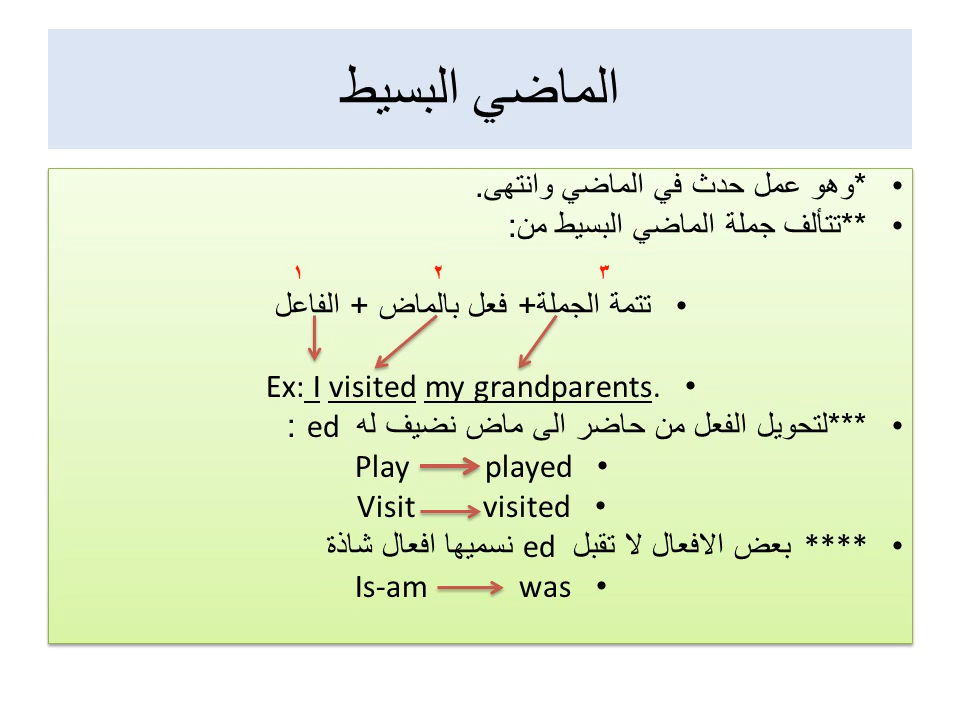 الماضي البسيط
• *وهو عمل حدث في الماضي وانتهى.
• **تتألف جملة الماضي البسيط من:
١ ٢ ٣
• الفاعل + فعل بالماض +تتمة الجملة
• Ex: I visited my grandparents.
• ***لتحويل الفعل من حاضر الى ماض نضيف له ed :
• Play played
• Visit visited
• **** بعض الافعال لا تقبل ed نسميها افعال شاذة
• Is-am was